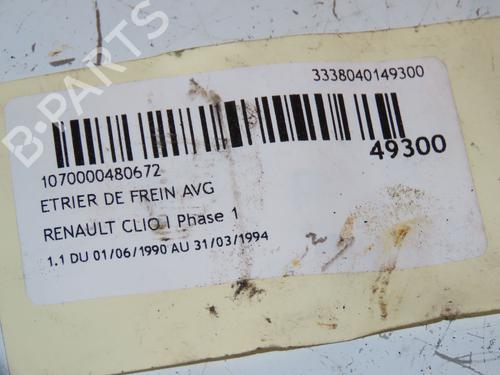 B-PARTS
3338040149300
49300
1070000480672
ETRIER DE FREIN AVG
RENAULT CLIO I Phase 1
1.1 DU 01/06/1990 AU 31/03/1994